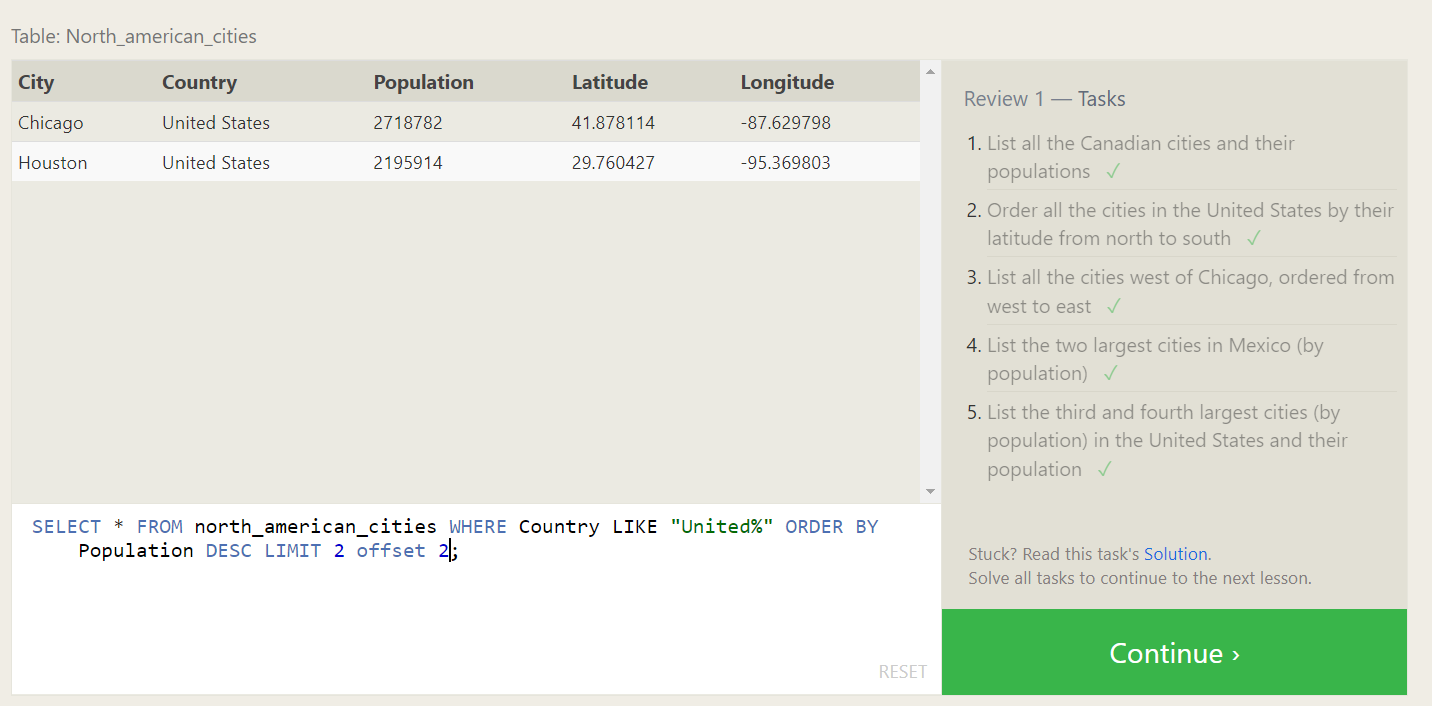 Table: North_american_cities
City Country Population Latitude Longitude
Chicago United States 2718782 41.878114 -87.629798
Houston United States 2195914 29.760427 -95.369803
SELECT * FROM north_american_cities WHERE Country LIKE "United%" ORDER BY
Population DESC LIMIT 2 offset 2;
RESET
Review 1 — Tasks
1. List all the Canadian cities and their
populations ✓
2. Order all the cities in the United States by their
latitude from north to south ✓
3. List all the cities west of Chicago, ordered from
west to east ✓
4. List the two largest cities in Mexico (by
population) ✓
5. List the third and fourth largest cities (by
population) in the United States and their
population ✓
Stuck? Read this task's Solution.
Solve all tasks to continue to the next lesson.
Continue ›